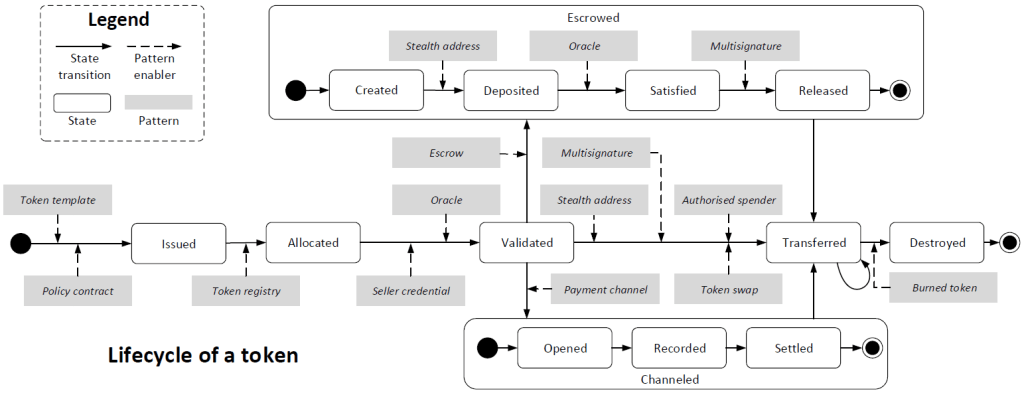 Legend
State
transition
Pattern
enabler
State
Pattern
Escrowed
Stealth address
Oracle
Multisignature
Created
Deposited
Satisfied
Released
Escrow
Multisignature
Token template
Oracle
Stealth address
Authorised spender
Issued
Allocated
Validated
Transferred
Destroyed
Policy contract
Token registry
Seller credential
Payment channel
Token swap
Burned token
Lifecycle of a token
Opened
Recorded
Settled
Channeled